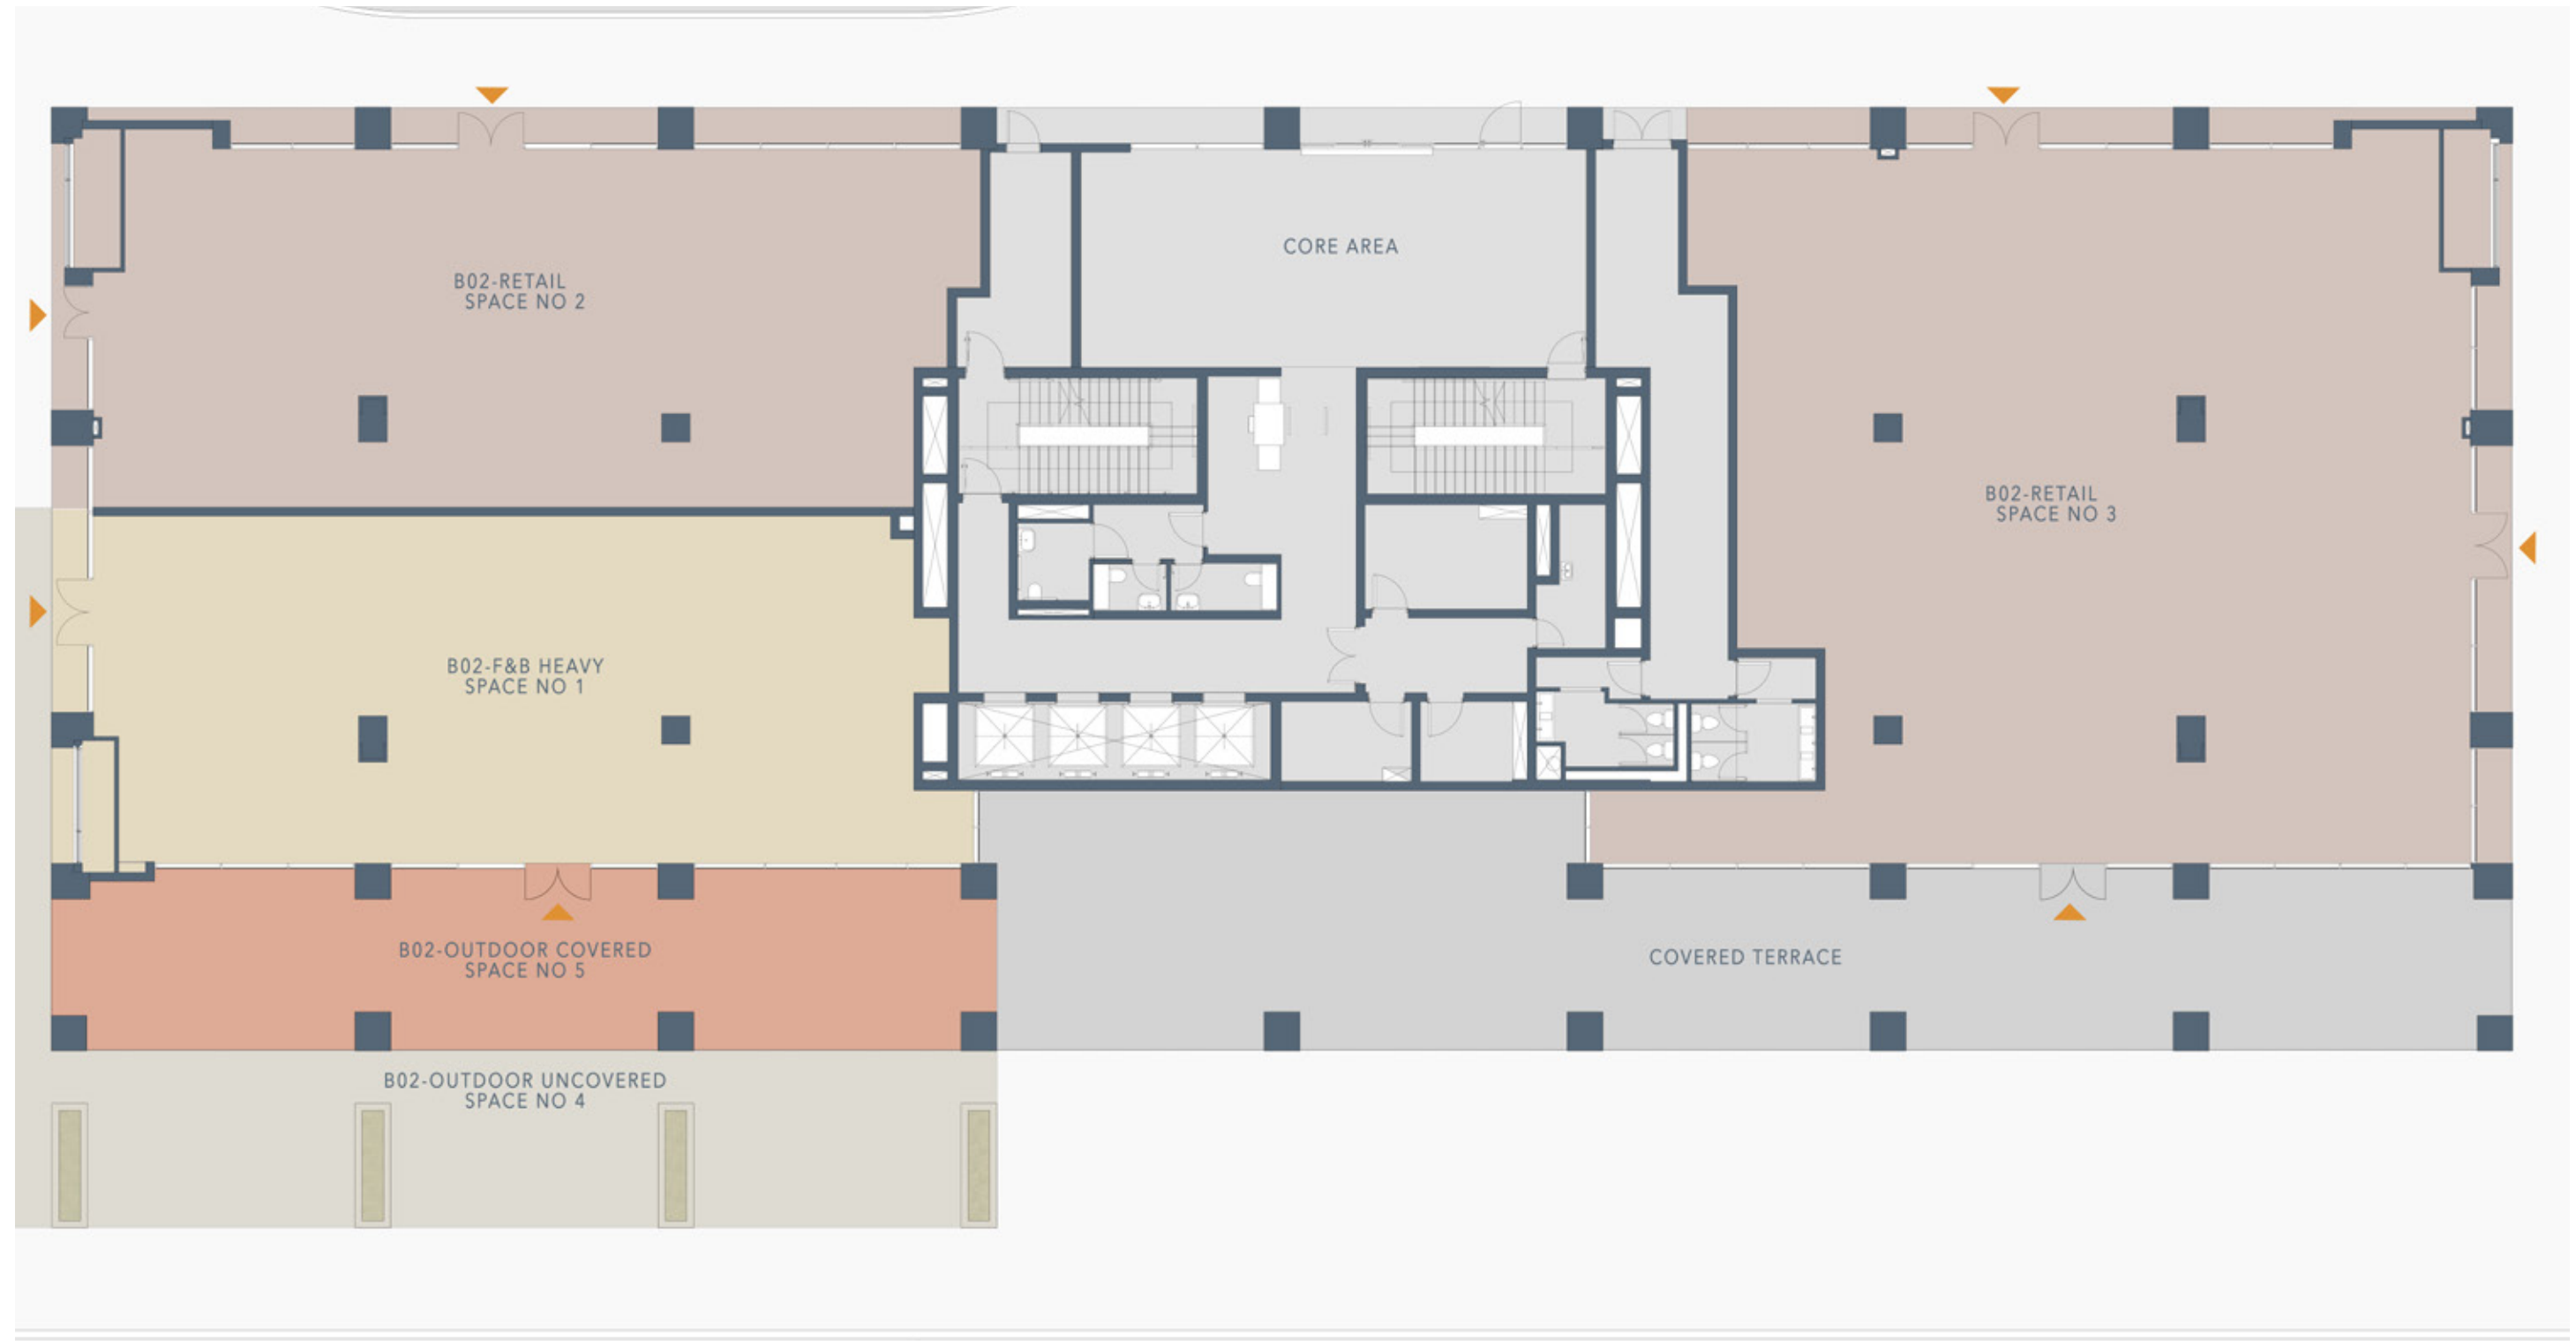 CORE AREA
B02-RETAIL
SPACE NO 2
B02-RETAIL
SPACE NO 3
B02-F&B HEAVY
SPACE NO 1
B02-OUTDOOR COVERED
SPACE NO 5
COVERED TERRACE
B02-OUTDOOR UNCOVERED
SPACE NO 4